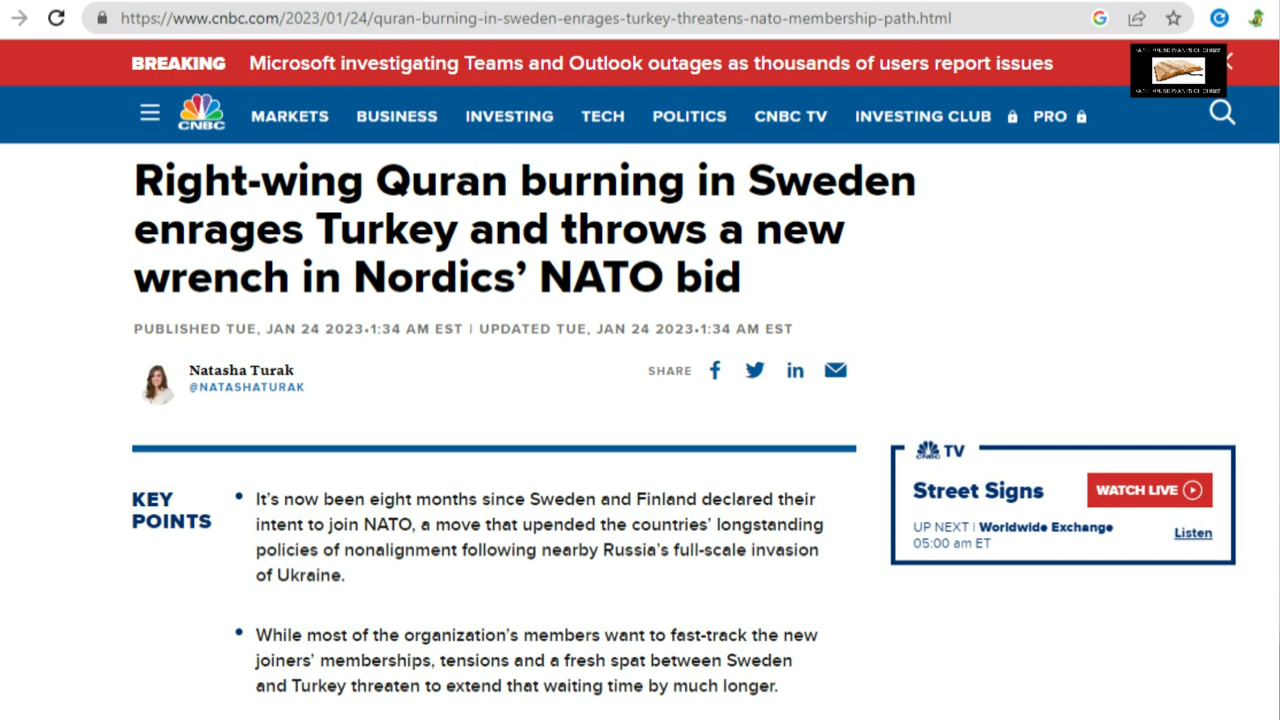 https://www.cnbc.com/2023/01/24/quran-burning-in-sweden-enrages-turkey-threatens-nato-membership-path.html
BREAKING Microsoft investigating Teams and Outlook outages as thousands of users report issues
CNBC MARKETS BUSINESS INVESTING TECH POLITICS CNBC TV INVESTING CLUB PRO
Right-wing Quran burning in Sweden
enrages Turkey and throws a new
wrench in Nordics’ NATO bid
PUBLISHED TUE, JAN 24 2023•1:34 AM EST | UPDATED TUE, JAN 24 2023•1:34 AM EST
Natasha Turak
@NATASHATURAK
SHARE
KEY
POINTS
• It’s now been eight months since Sweden and Finland declared their
intent to join NATO, a move that upended the countries’ longstanding
policies of nonalignment following nearby Russia’s full-scale invasion
of Ukraine.
• While most of the organization’s members want to fast-track the new
joiners’ memberships, tensions and a fresh spat between Sweden
and Turkey threaten to extend that waiting time by much longer.
CNBC TV
Street Signs
WATCH LIVE
UP NEXT | Worldwide Exchange
05:00 am ET
Listen